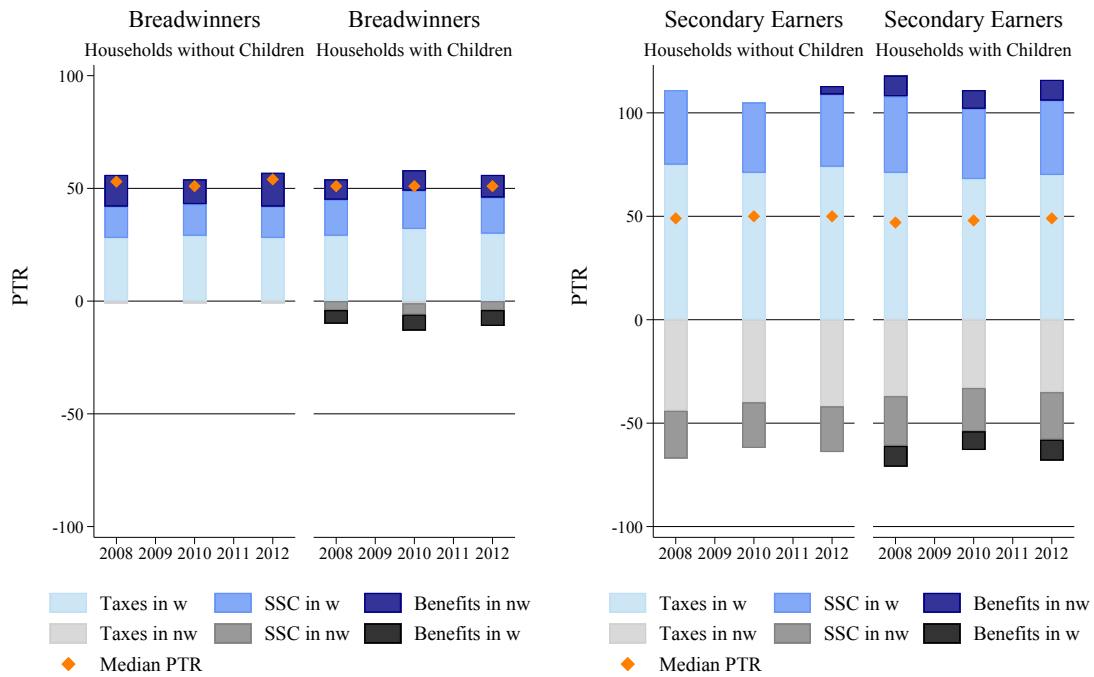 Breadwinners
Households without Children
Breadwinners
Households with Children
PTR
100
50
0
-50
-100
2008 2009 2010 2011 2012
2008 2009 2010 2011 2012
Taxes in w
SSC in w
Benefits in nw
Taxes in nw
SSC in nw
Benefits in w
Median PTR
Secondary Earners
Households without Children
Secondary Earners
Households with Children
PTR
100
50
0
-50
-100
2008 2009 2010 2011 2012
2008 2009 2010 2011 2012
Taxes in w
SSC in w
Benefits in nw
Taxes in nw
SSC in nw
Benefits in w
Median PTR